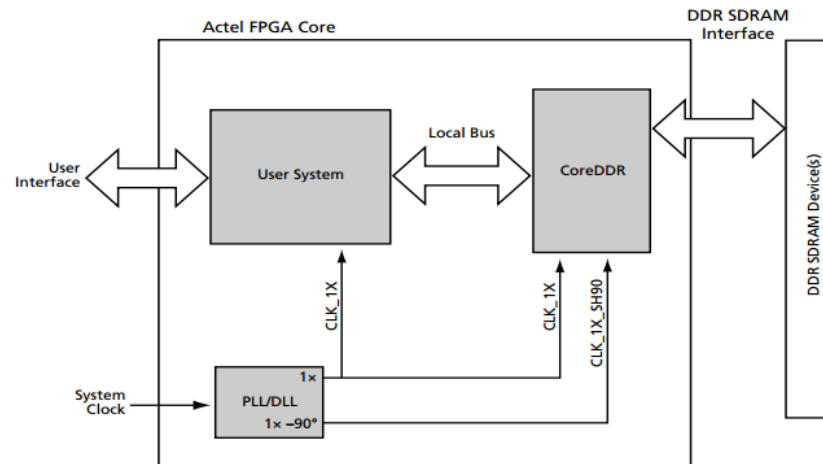 Actel FPGA Core
DDR SDRAM
Interface
User
Interface
User System
Local Bus
CoreDDR
DDR SDRAM Device(s)
CLK_1X
CLK_1X
CLK_1X_SH90
System
Clock
1×
PLL/DLL
1× –90°